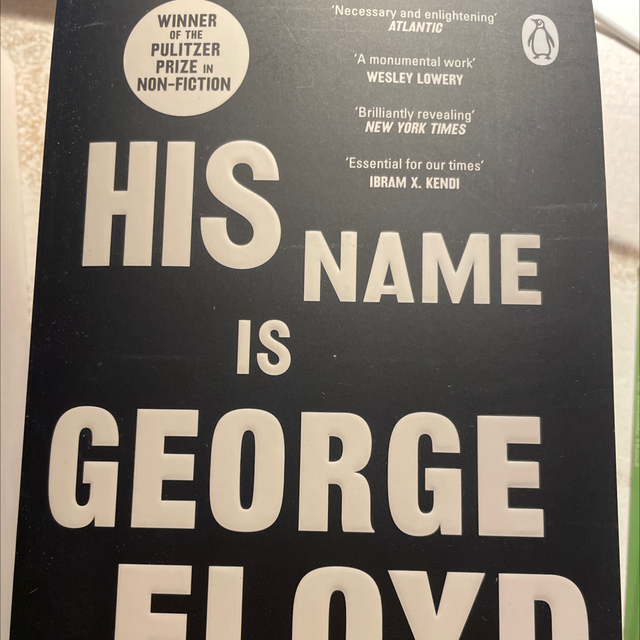 WINNER
OF THE
PULITZER
PRIZE IN
NON-FICTION
'Necessary and enlightening'
ATLANTIC
'A monumental work'
WESLEY LOWERY
'Brilliantly revealing'
NEW YORK TIMES
'Essential for our times'
IBRAM X. KENDI
HIS
NAME
IS
GEORGE
FLOYD